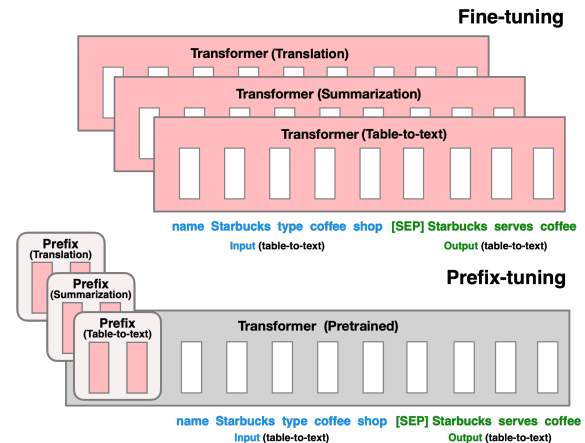 Fine-tuning
Transformer (Translation)
Transformer (Summarization)
Transformer (Table-to-text)
name Starbucks type coffee shop [SEP] Starbucks serves coffee
Input (table-to-text) Output (table-to-text)
Prefix-tuning
Prefix
(Translation)
Prefix
(Summarization)
Prefix
(Table-to-text)
Transformer (Pretrained)
name Starbucks type coffee shop [SEP] Starbucks serves coffee
Input (table-to-text) Output (table-to-text)